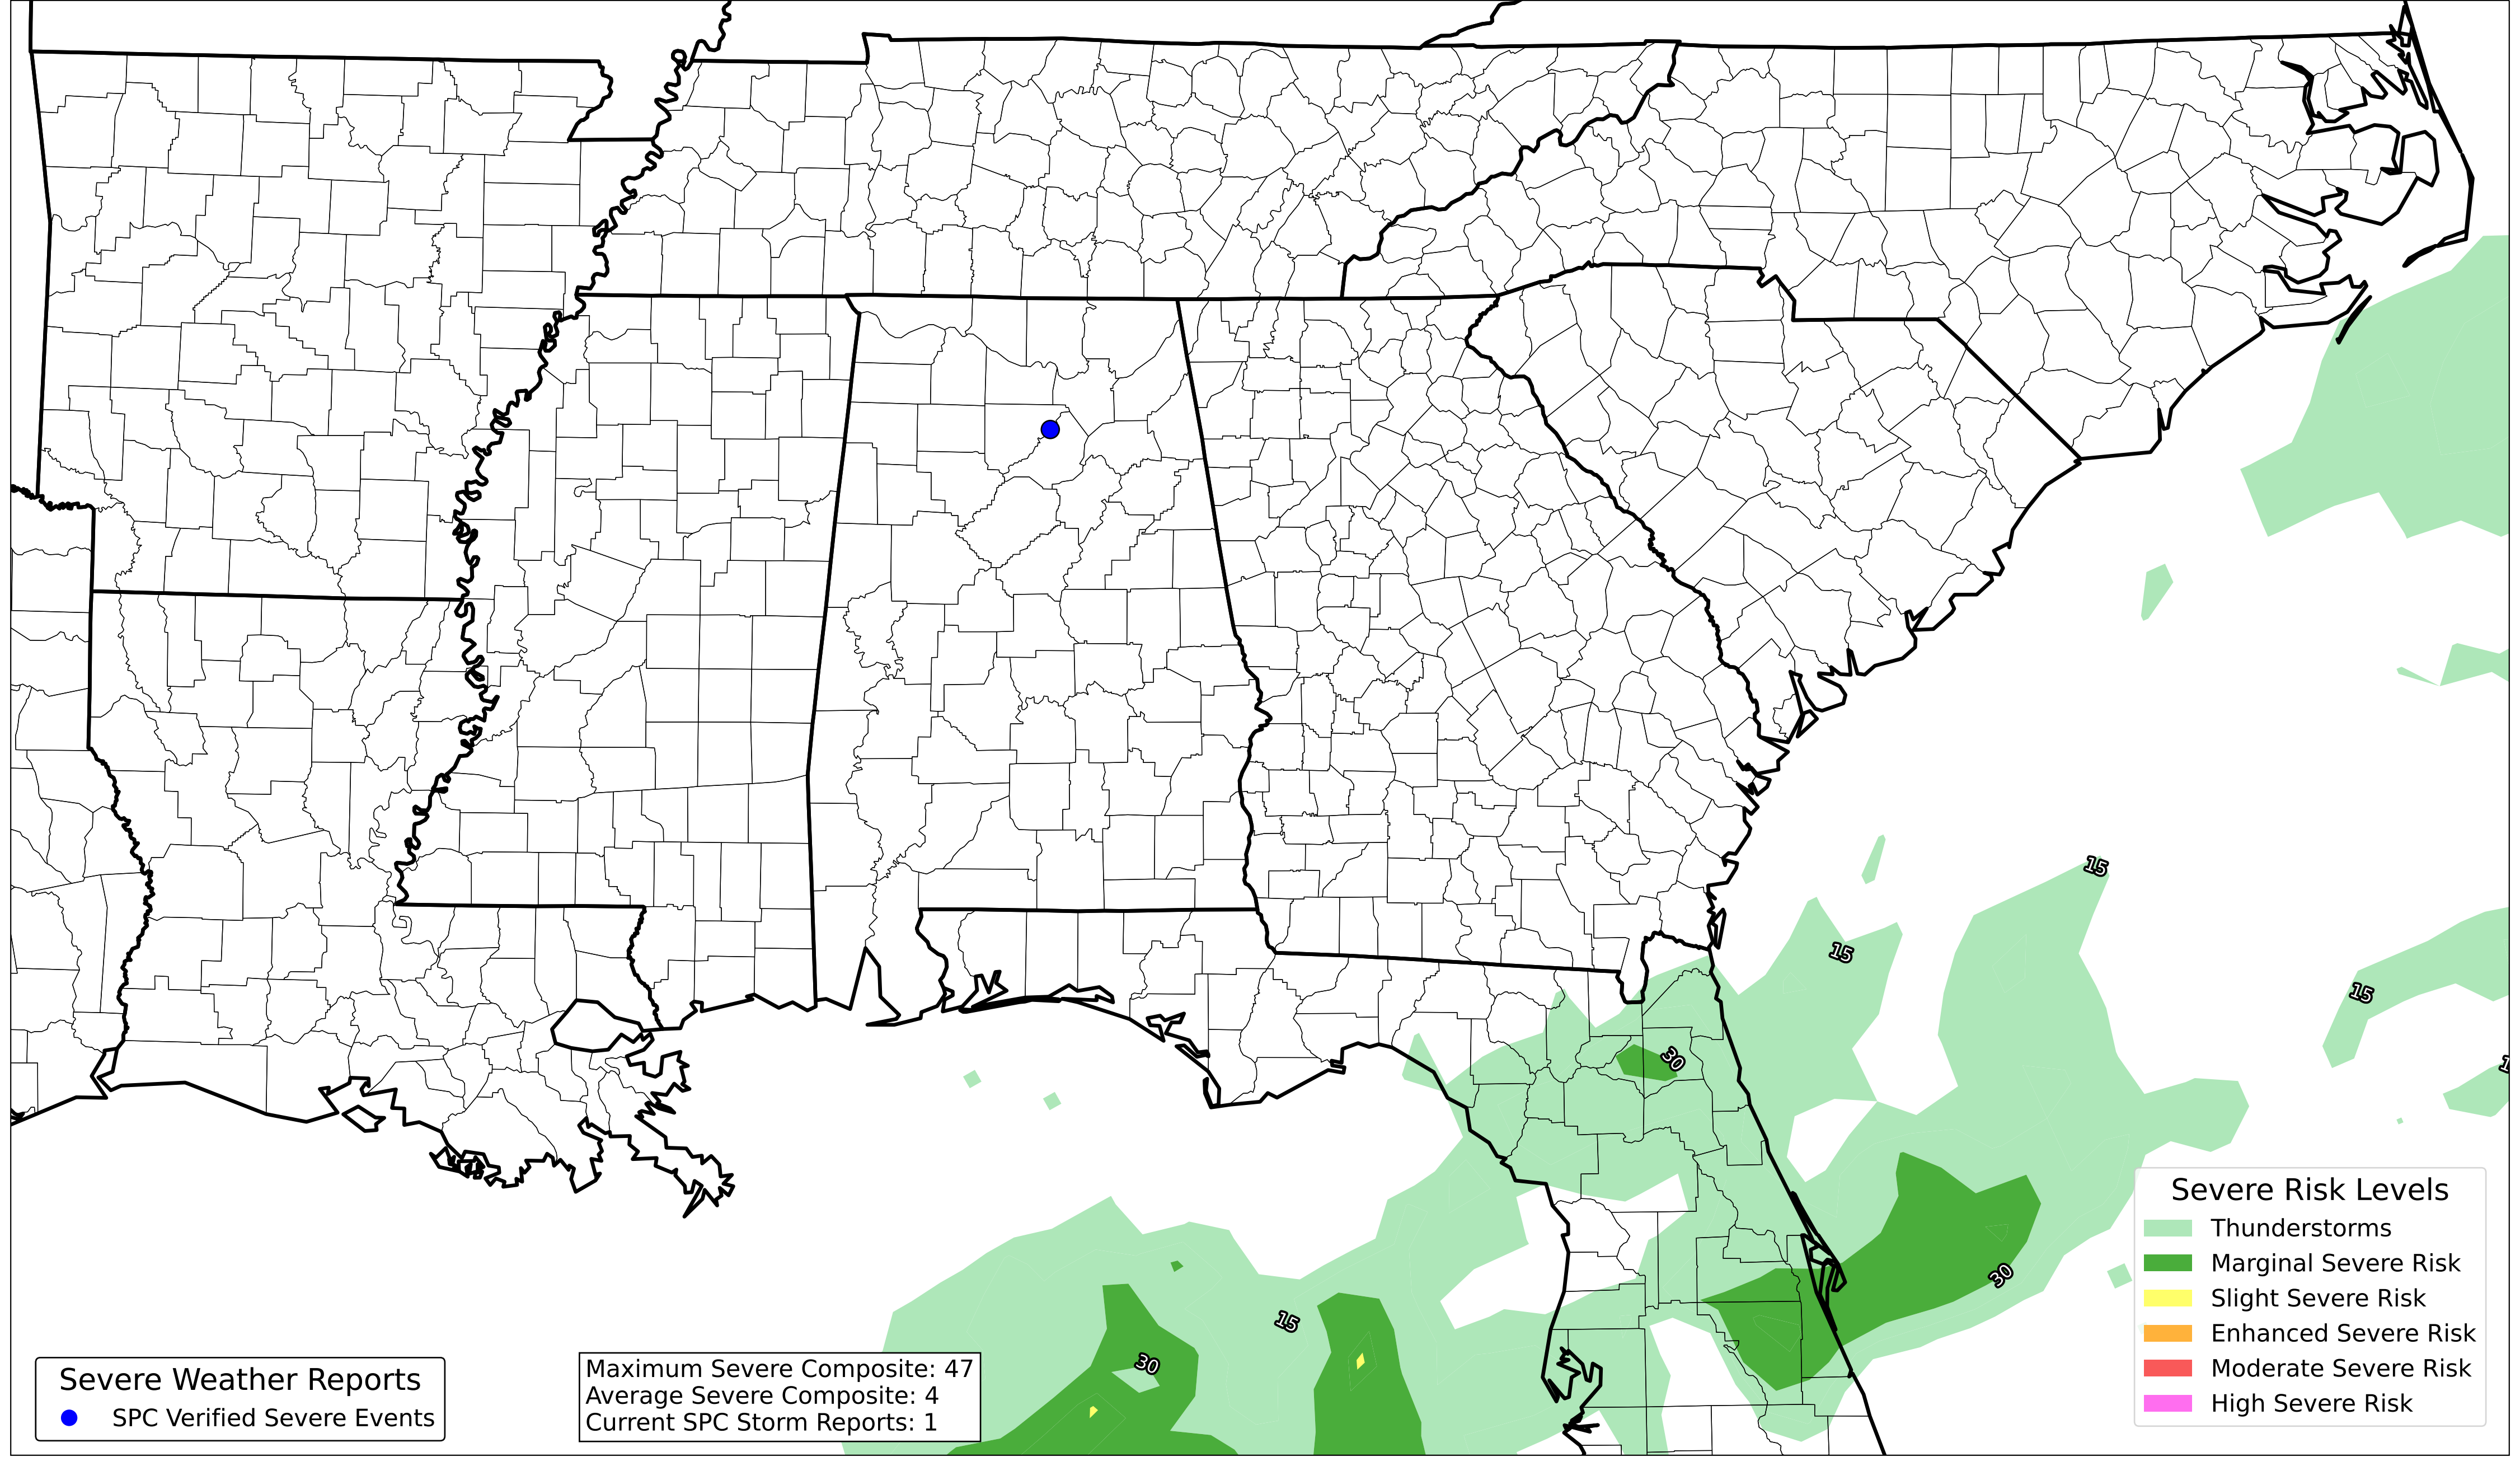 15
15
15
30
Severe Risk Levels
Thunderstorms
Marginal Severe Risk
Slight Severe Risk
Enhanced Severe Risk
Moderate Severe Risk
High Severe Risk
30
15
30
Severe Weather Reports
SPC Verified Severe Events
Maximum Severe Composite: 47
Average Severe Composite: 4
Current SPC Storm Reports: 1